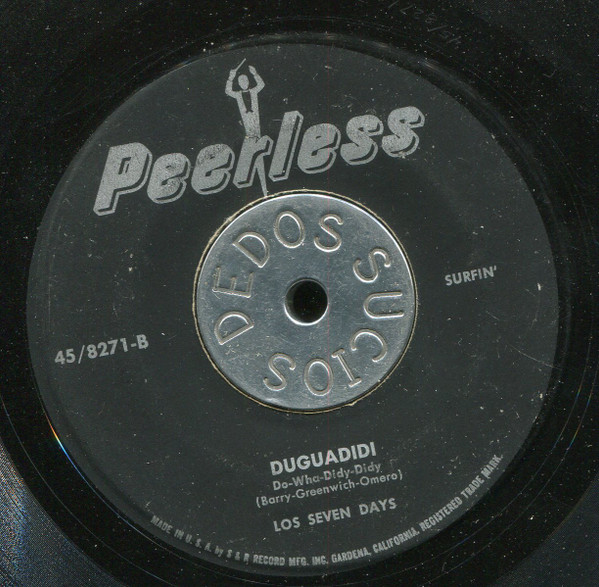 Peerless
DEDOS SUCIOS
SURFIN'
45/8271-B
DUGUADIDI
Do-Wha-Didy-Didy
(Barry-Greenwich-Omero)
LOS SEVEN DAYS
MADE IN U.S.A. by S & R RECORD MFG. INC. GARDENA, CALIFORNIA. REGISTERED TRADE MARK.